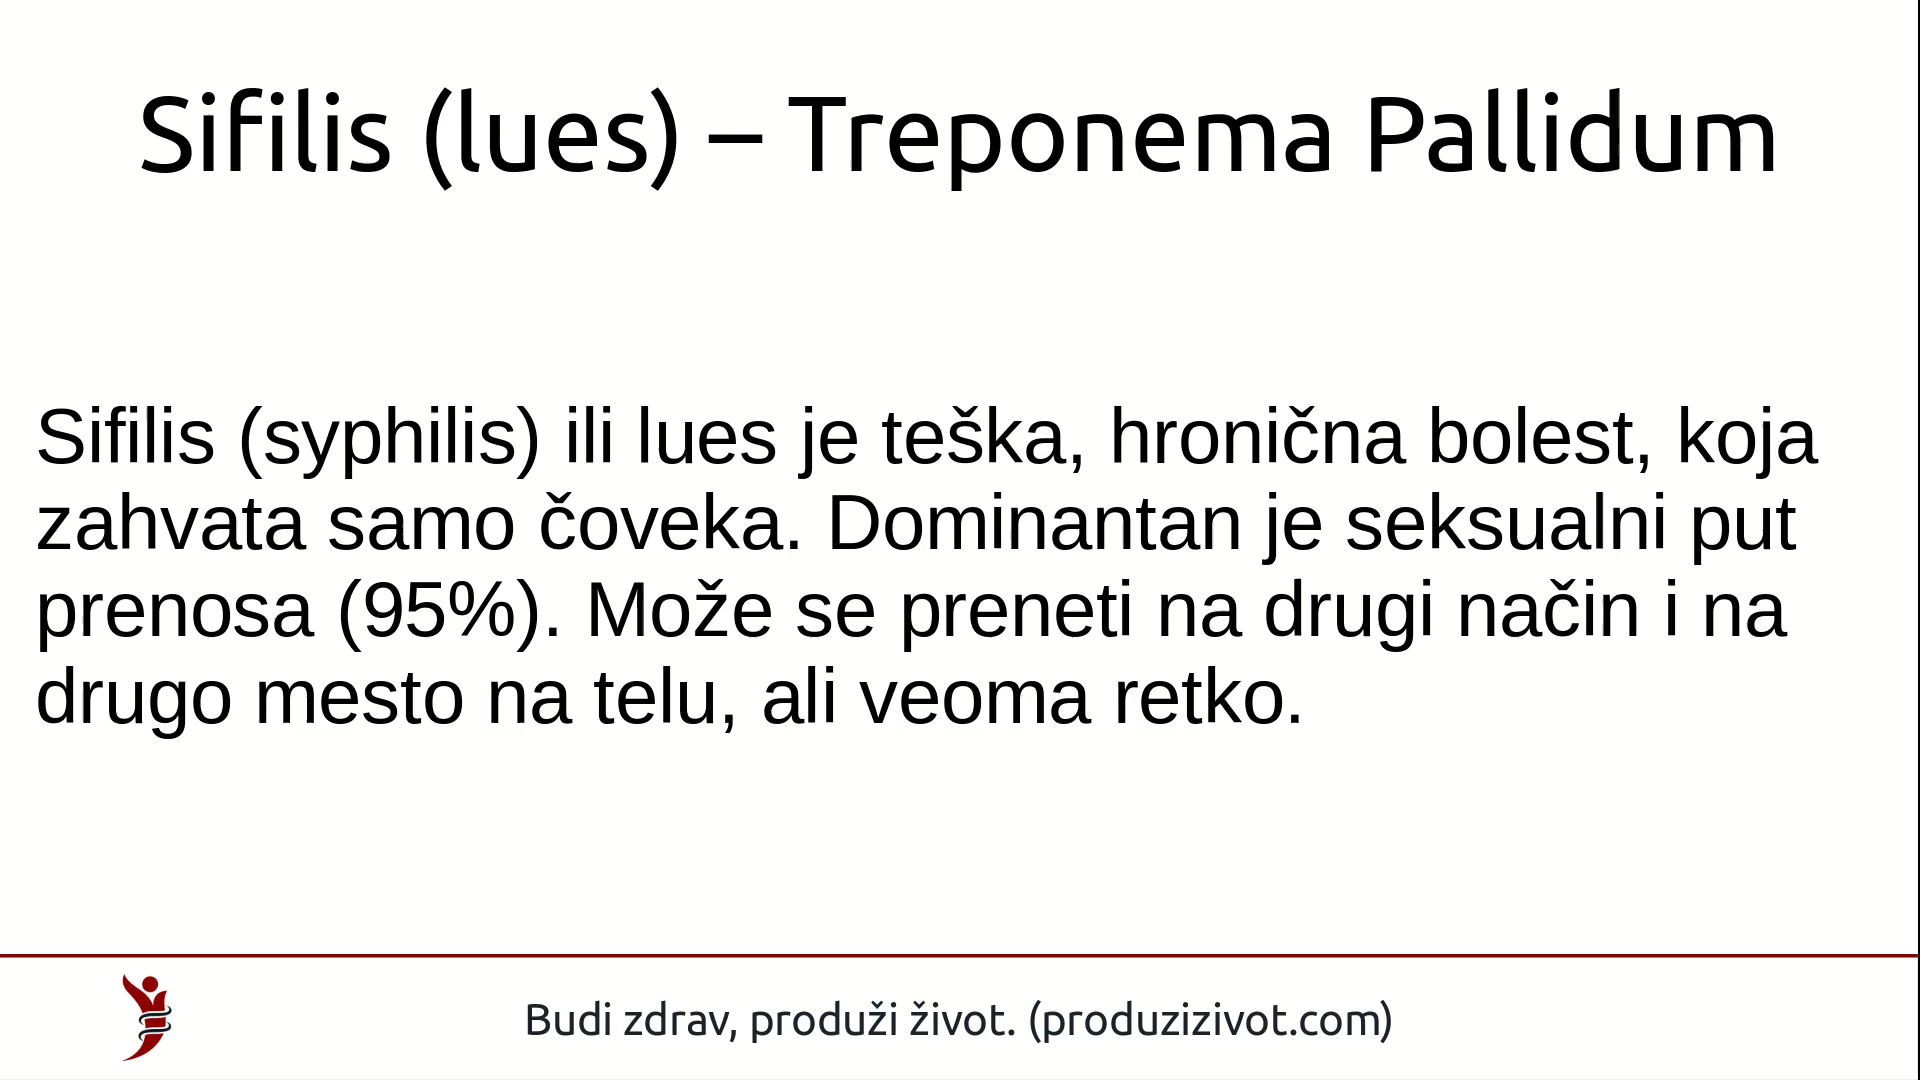 Sifilis (lues) – Treponema Pallidum
Sifilis (syphilis) ili lues je teška, hronična bolest, koja
zahvata samo čoveka. Dominantan je seksualni put
prenosa (95%). Može se preneti na drugi način i na
drugo mesto na telu, ali veoma retko.
Budi zdrav, produži život. (produzizivot.com)